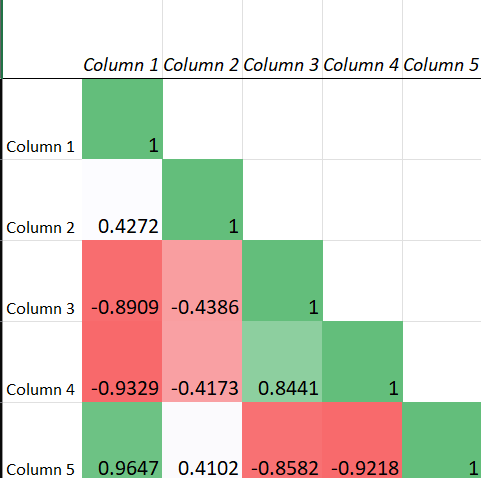 Column 1 Column 2 Column 3 Column 4 Column 5
Column 1 1
Column 2 0.4272 1
Column 3 -0.8909 -0.4386 1
Column 4 -0.9329 -0.4173 0.8441 1
Column 5 0.9647 0.4102 -0.8582 -0.9218 1